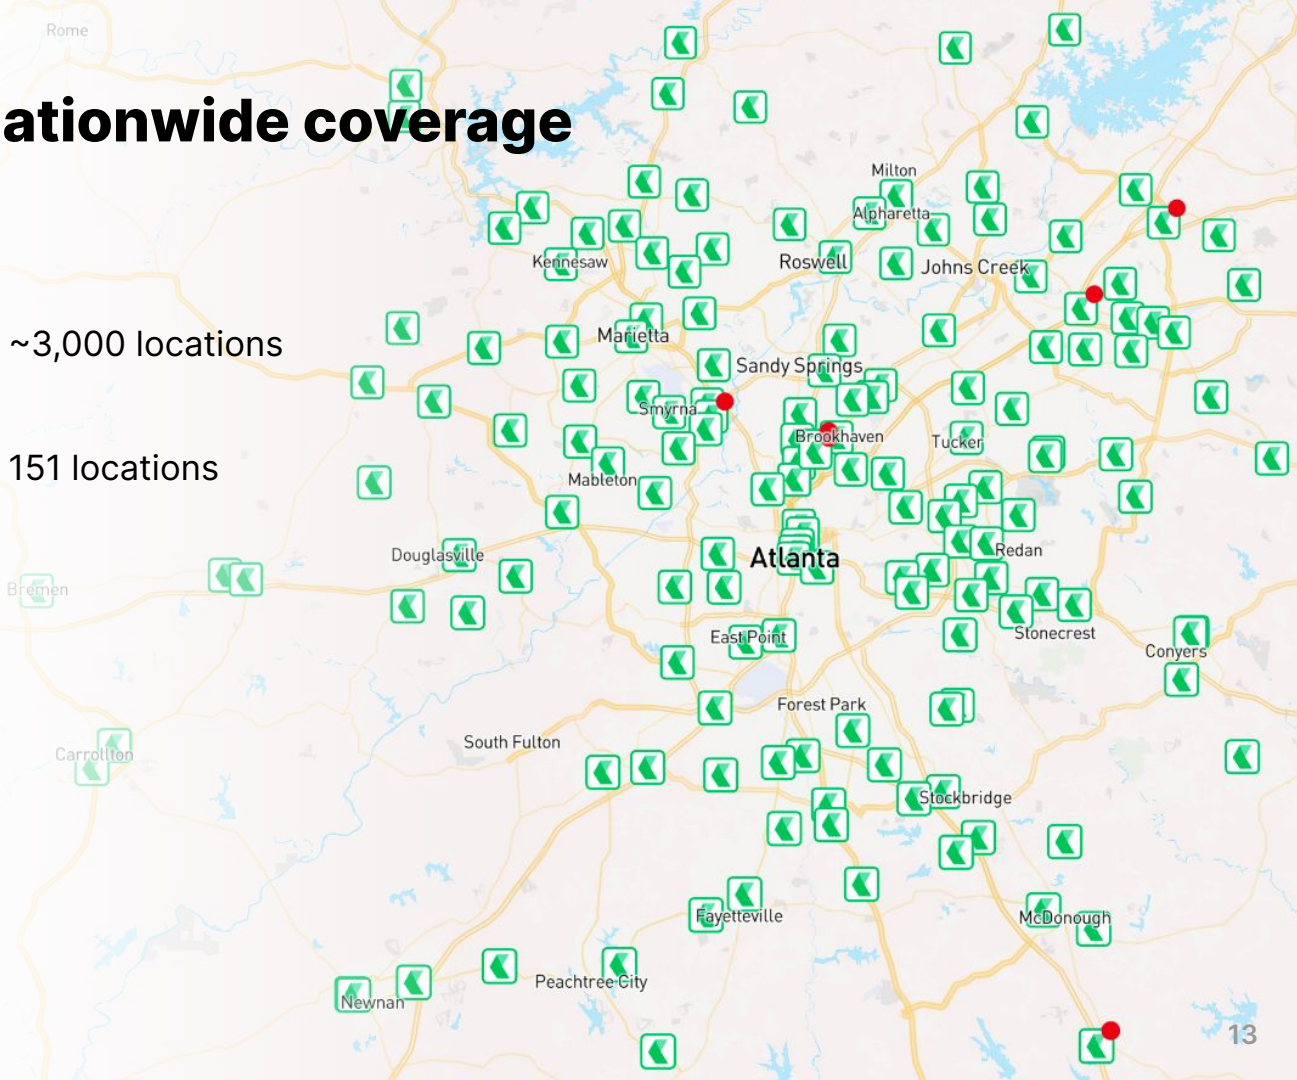 Rome
ationwide coverage
Milton
Alpharetta
Kennesaw
Roswell
Johns Creek
Marietta
~3,000 locations
Sandy Springs
Smyrna
Brookhaven
Tucker
151 locations
Mableton
Douglasville
Atlanta
Redan
Bremen
East Point
Stonecrest
Conyers
Forest Park
South Fulton
Carrollton
Stockbridge
Fayetteville
McDonough
Peachtree City
Newnan
13